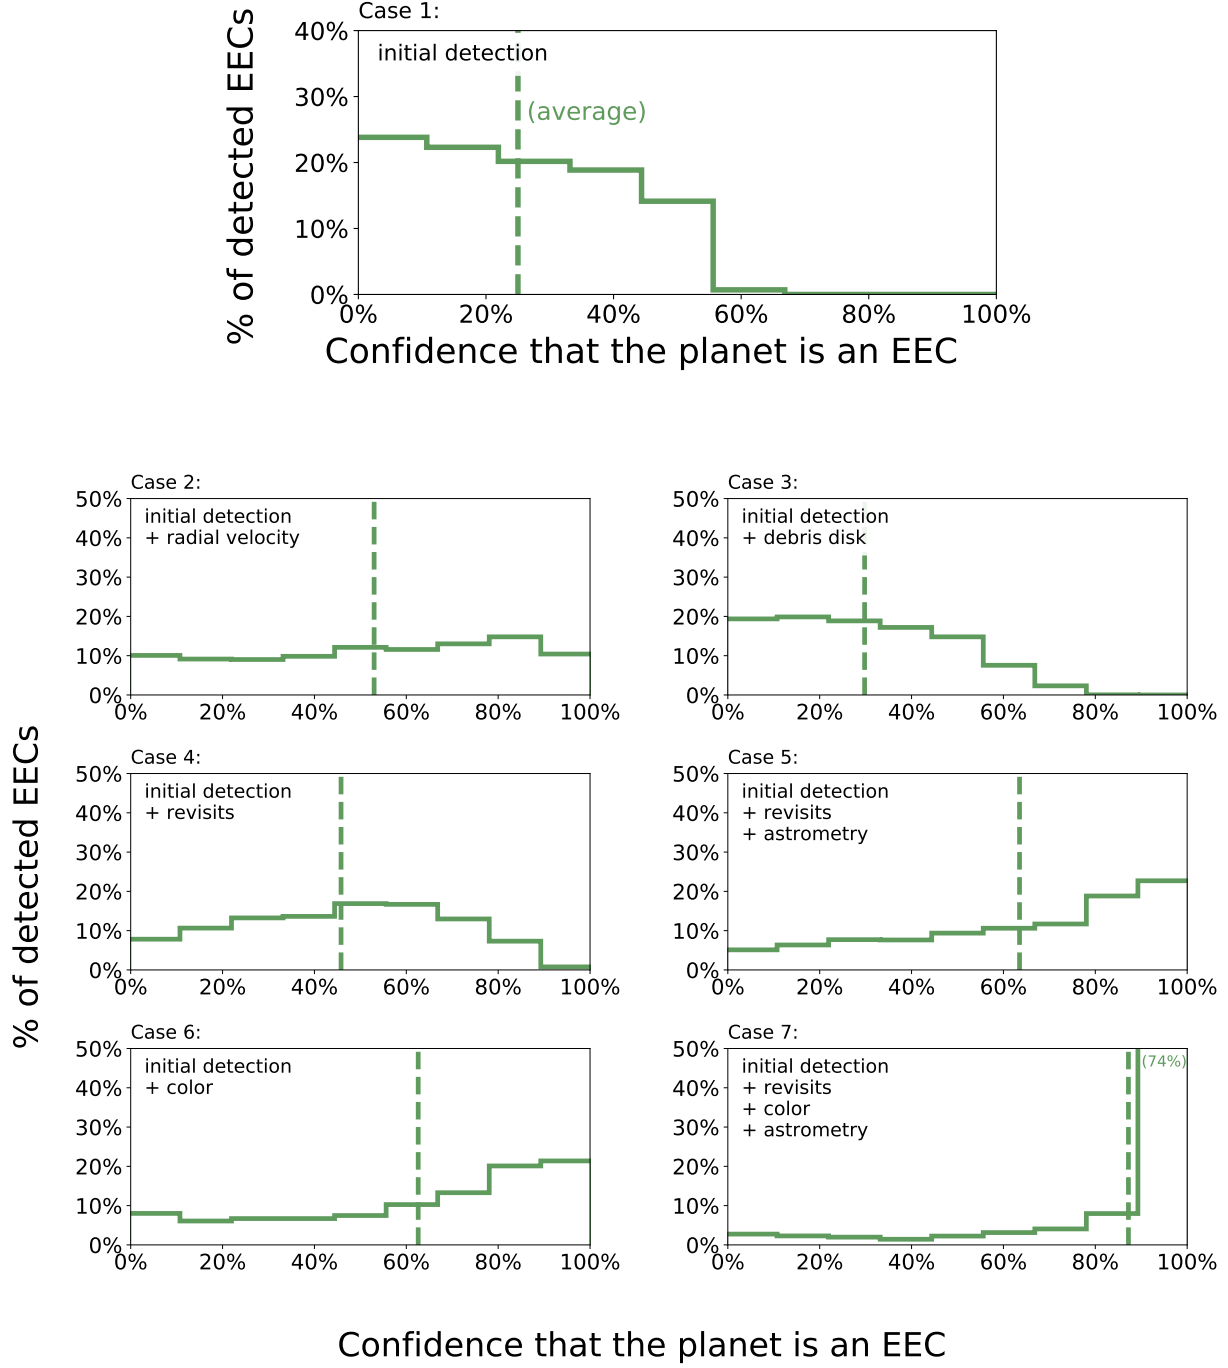 Case 1:
% of detected EECs
40%
30%
20%
10%
0%
initial detection
(average)
0% 20% 40% 60% 80% 100%
Confidence that the planet is an EEC
% of detected EECs
Case 2:
50%
40%
30%
20%
10%
0%
initial detection
+ radial velocity
0% 20% 40% 60% 80% 100%
Case 3:
50%
40%
30%
20%
10%
0%
initial detection
+ debris disk
0% 20% 40% 60% 80% 100%
Case 4:
50%
40%
30%
20%
10%
0%
initial detection
+ revisits
0% 20% 40% 60% 80% 100%
Case 5:
50%
40%
30%
20%
10%
0%
initial detection
+ revisits
+ astrometry
0% 20% 40% 60% 80% 100%
Case 6:
50%
40%
30%
20%
10%
0%
initial detection
+ color
0% 20% 40% 60% 80% 100%
Case 7:
50%
40%
30%
20%
10%
0%
initial detection
+ revisits
+ color
+ astrometry
(74%)
0% 20% 40% 60% 80% 100%
Confidence that the planet is an EEC